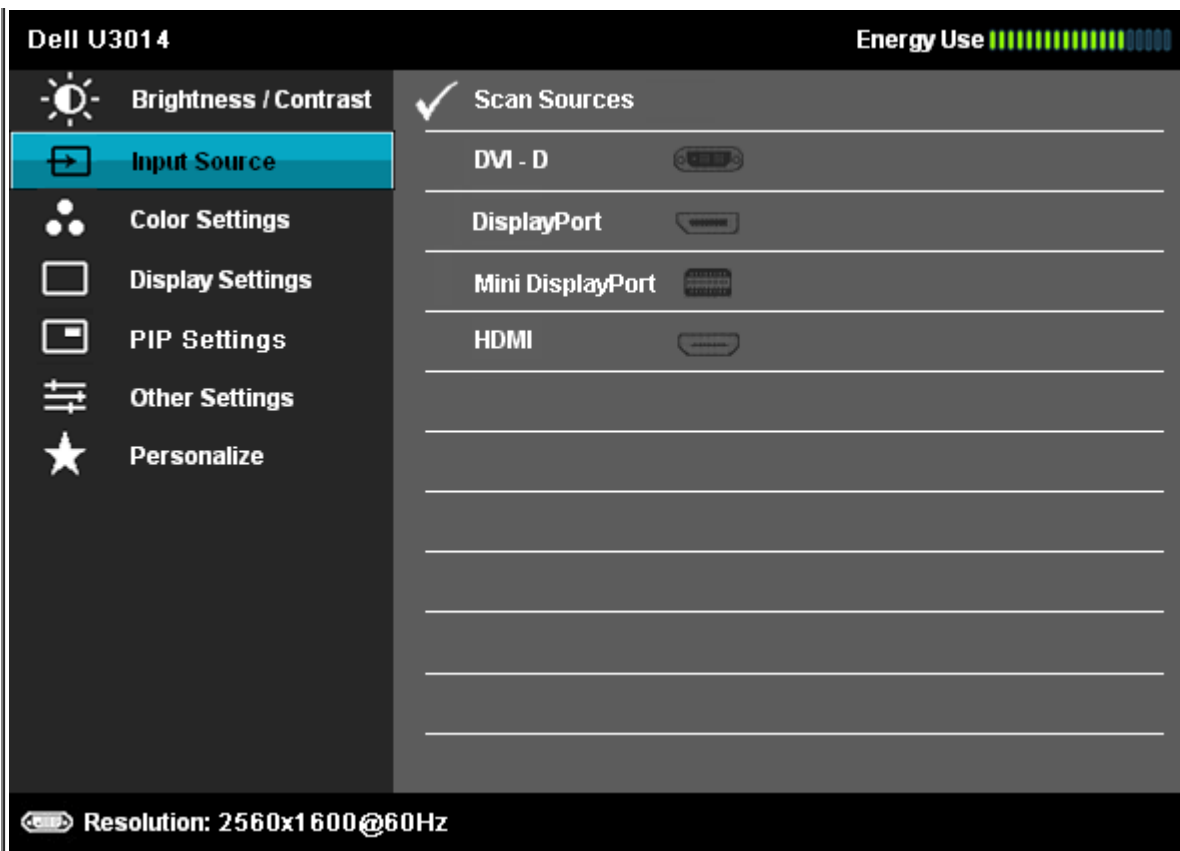 Dell U3014
Energy Use
Brightness / Contrast
Scan Sources
Input Source
DVI - D
Color Settings
DisplayPort
Display Settings
Mini DisplayPort
PIP Settings
HDMI
Other Settings
Personalize
Resolution: 2560x1600@60Hz